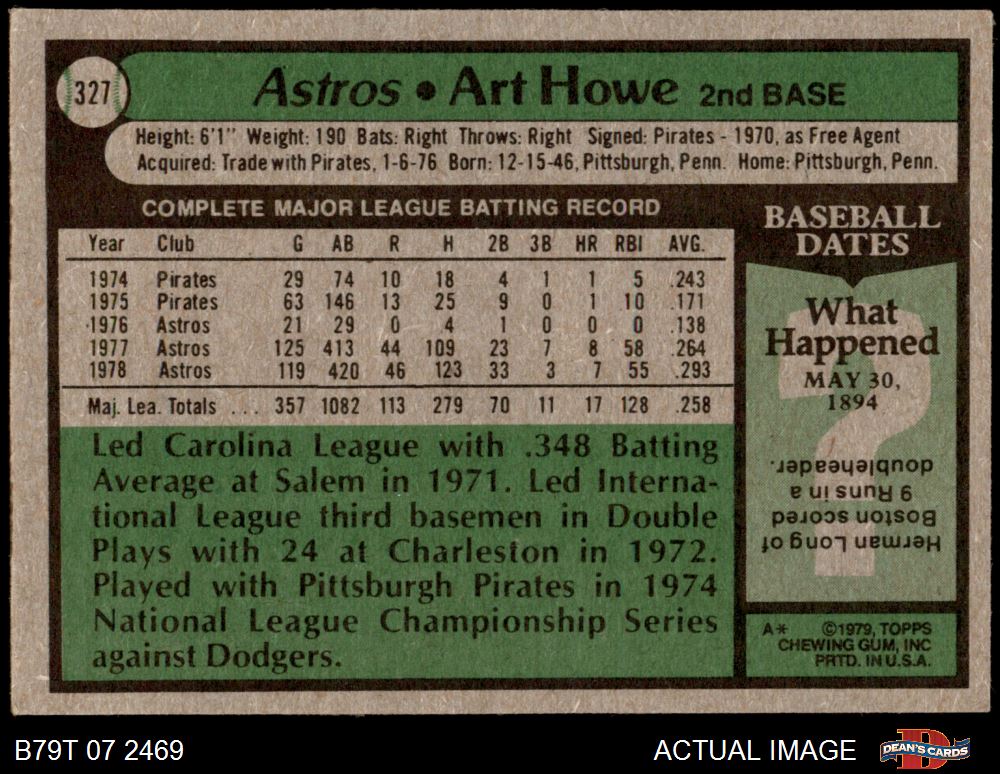 327
Astros • Art Howe 2nd BASE
Height: 6'1" Weight: 190 Bats: Right Throws: Right Signed: Pirates - 1970, as Free Agent
Acquired: Trade with Pirates, 1-6-76 Born: 12-15-46, Pittsburgh, Penn. Home: Pittsburgh, Penn.
COMPLETE MAJOR LEAGUE BATTING RECORD
Year Club G AB R H 2B 3B HR RBI AVG.
1974 Pirates 29 74 10 18 4 1 1 5 .243
1975 Pirates 63 146 13 25 9 0 1 10 .171
1976 Astros 21 29 0 4 1 0 0 0 .138
1977 Astros 125 413 44 109 23 7 8 58 .264
1978 Astros 119 420 46 123 33 3 7 55 .293
Maj. Lea. Totals ... 357 1082 113 279 70 11 17 128 .258
Led Carolina League with .348 Batting
Average at Salem in 1971. Led Interna-
tional League third basemen in Double
Plays with 24 at Charleston in 1972.
Played with Pittsburgh Pirates in 1974
National League Championship Series
against Dodgers.
BASEBALL
DATES
What
Happened
MAY 30,
1894
?
Herman Long of
Boston scored
9 Runs in a
doubleheader.
A* ©1979, TOPPS
CHEWING GUM, INC
PRTD. IN U.S.A.
B79T 07 2469
ACTUAL IMAGE
DEAN'S CARDS